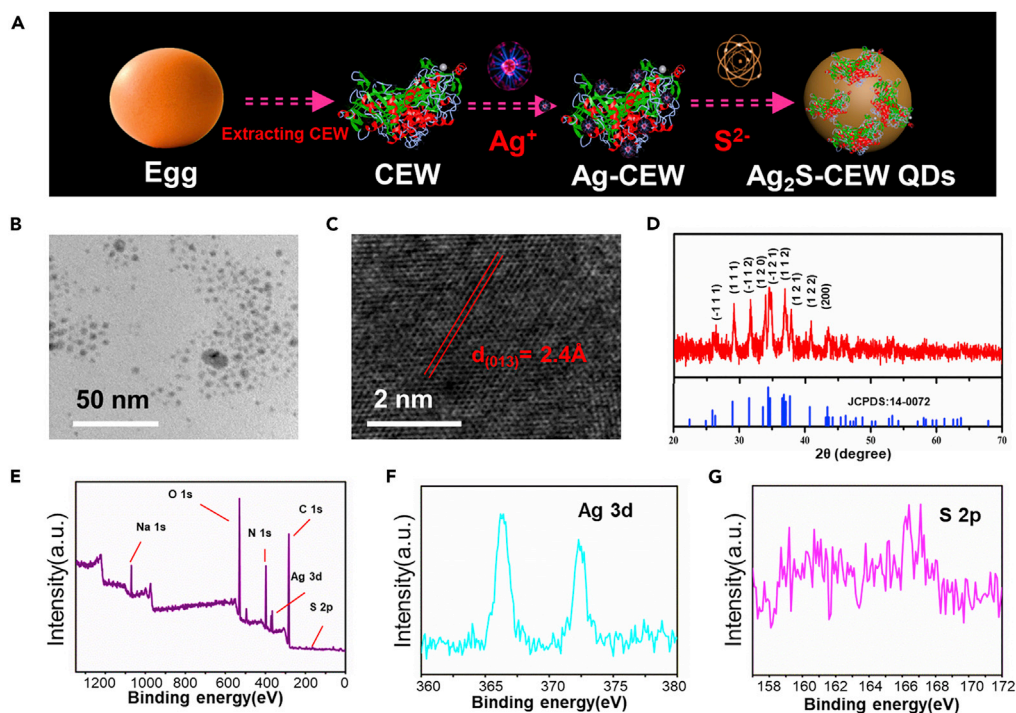 A
Extracting CEW
Ag⁺
S²⁻
Egg
CEW
Ag-CEW
Ag₂S-CEW QDs
B
50 nm
C
d(013)= 2.4Å
2 nm
D
(-1 1 1)
(1 1 1)
(-1 1 2)
(1 2 0)
(-1 2 1)
(1 1 2)
(1 2 1)
(1 2 2)
(200)
JCPDS:14-0072
20 30 40 50 60 70
2θ (degree)
E
Intensity(a.u.)
Na 1s
O 1s
N 1s
C 1s
Ag 3d
S 2p
1200 1000 800 600 400 200 0
Binding energy(eV)
F
Intensity(a.u.)
Ag 3d
360 365 370 375 380
Binding energy(eV)
G
Intensity(a.u.)
S 2p
158 160 162 164 166 168 170 172
Binding energy(eV)